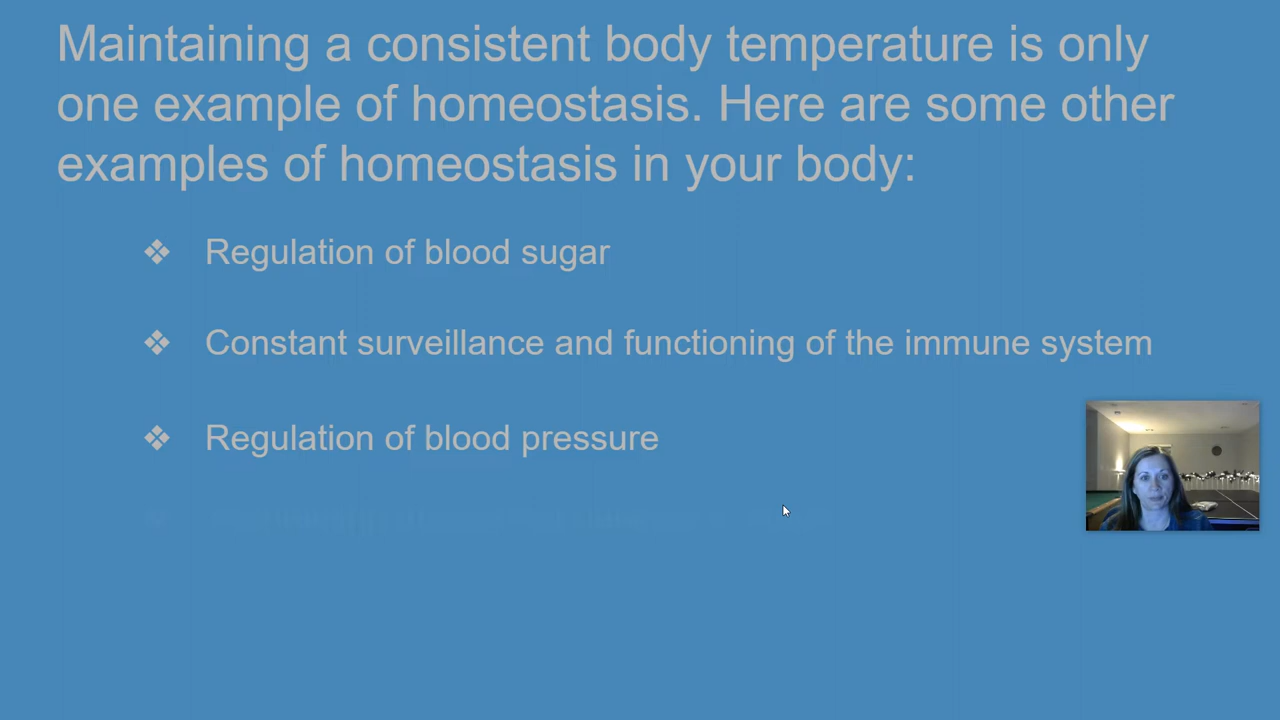 Maintaining a consistent body temperature is only
one example of homeostasis. Here are some other
examples of homeostasis in your body:
❖ Regulation of blood sugar
❖ Constant surveillance and functioning of the immune system
❖ Regulation of blood pressure